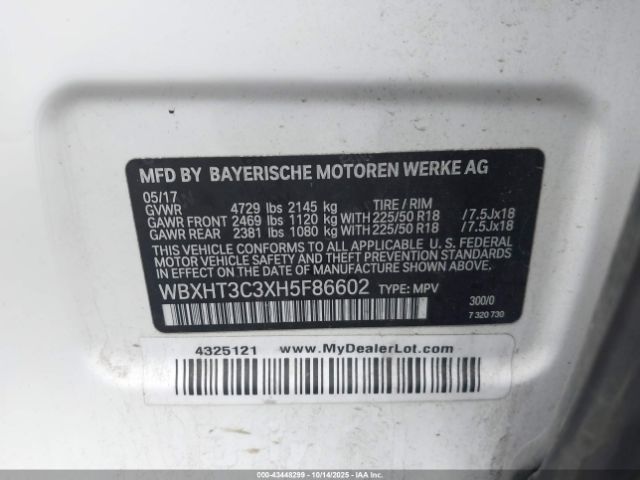 MFD BY BAYERISCHE MOTOREN WERKE AG
05/17
GVWR 4729 lbs 2145 kg TIRE / RIM
GAWR FRONT 2469 lbs 1120 kg WITH 225/50 R18 / 7.5Jx18
GAWR REAR 2381 lbs 1080 kg WITH 225/50 R18 / 7.5Jx18
THIS VEHICLE CONFORMS TO ALL APPLICABLE U. S. FEDERAL
MOTOR VEHICLE SAFETY AND THEFT PREVENTION STANDARDS
IN EFFECT ON THE DATE OF MANUFACTURE SHOWN ABOVE.
WBXHT3C3XH5F86602 TYPE: MPV
300/0
7 320 730
4325121 www.MyDealerLot.com
00-43448299 • 10/14/2025 • IAAI COPYRIGHT